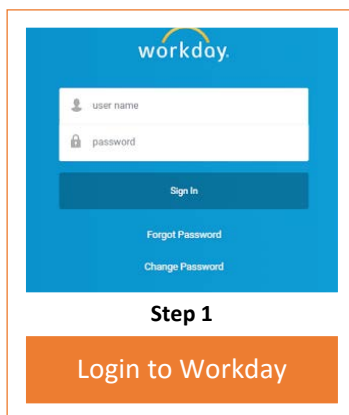 workday.
user name
password
Sign In
Forgot Password
Change Password
Step 1
Login to Workday